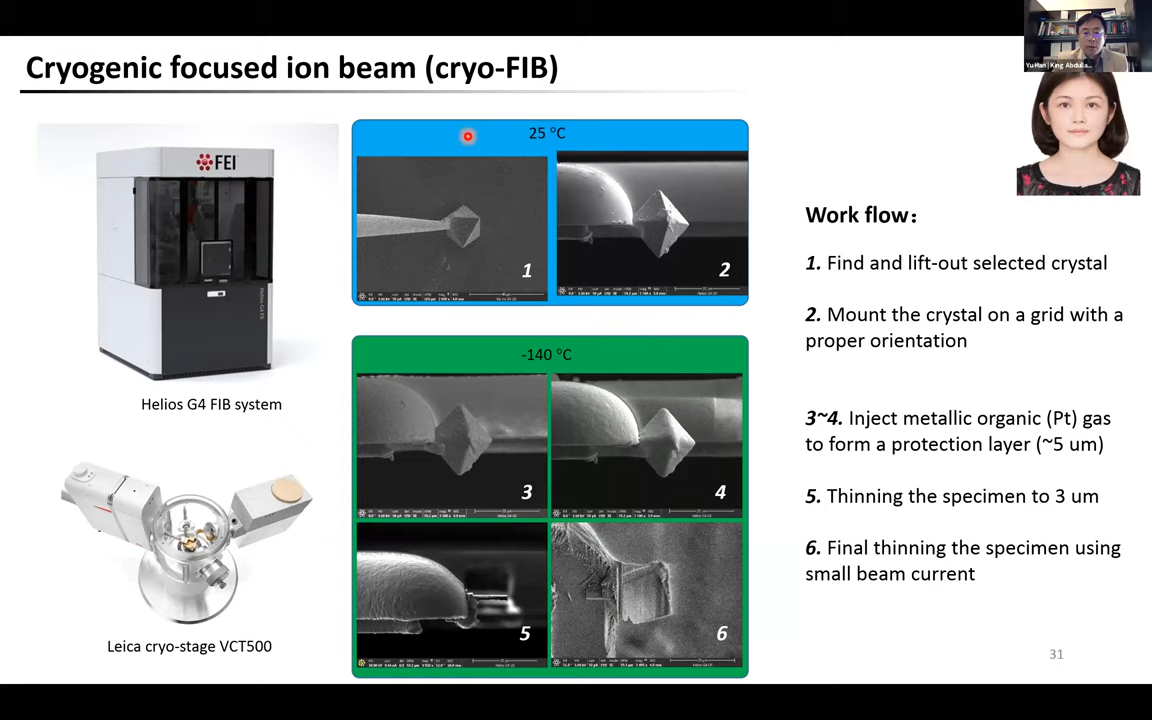 Cryogenic focused ion beam (cryo-FIB)
Yu Han | King Abdulla...
FEI
Helios G4 FIB system
Leica cryo-stage VCT500
25 °C
1
2
-140 °C
3
4
5
6
Work flow：
1. Find and lift-out selected crystal
2. Mount the crystal on a grid with a
proper orientation
3~4. Inject metallic organic (Pt) gas
to form a protection layer (~5 um)
5. Thinning the specimen to 3 um
6. Final thinning the specimen using
small beam current
31